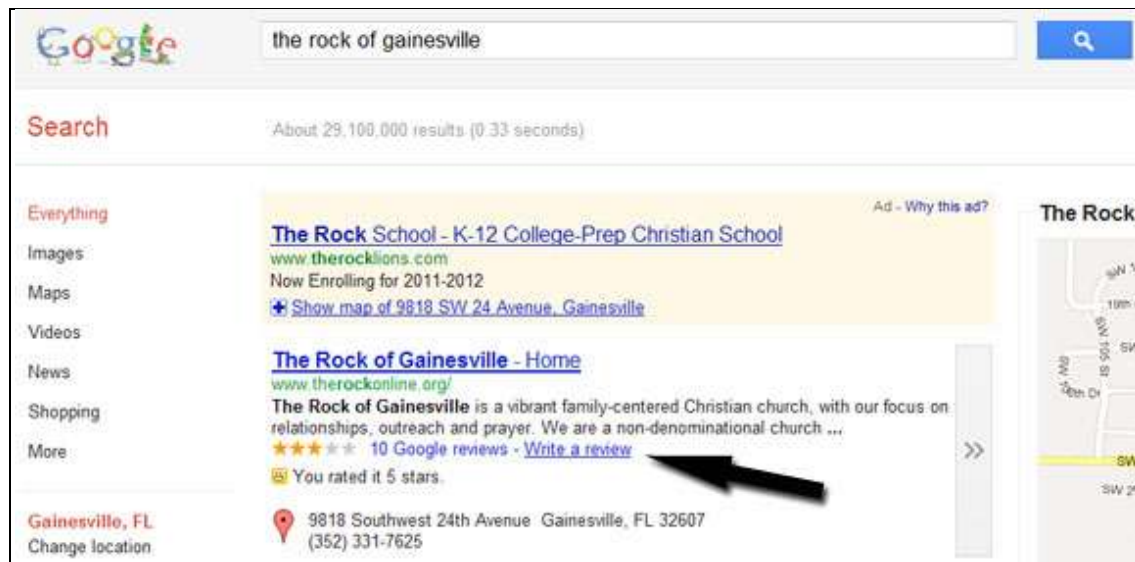 Google
the rock of gainesville
Search
About 29,100,000 results (0.33 seconds)
Everything
Images
Maps
Videos
News
Shopping
More
Gainesville, FL
Change location
Ad - Why this ad?
The Rock School - K-12 College-Prep Christian School
www.therocklions.com
Now Enrolling for 2011-2012
Show map of 9818 SW 24 Avenue, Gainesville
The Rock of Gainesville - Home
www.therockonline.org/
The Rock of Gainesville is a vibrant family-centered Christian church, with our focus on
relationships, outreach and prayer. We are a non-denominational church ...
10 Google reviews - Write a review
You rated it 5 stars.
9818 Southwest 24th Avenue Gainesville, FL 32607
(352) 331-7625
The Rock
SW 105 St
SW